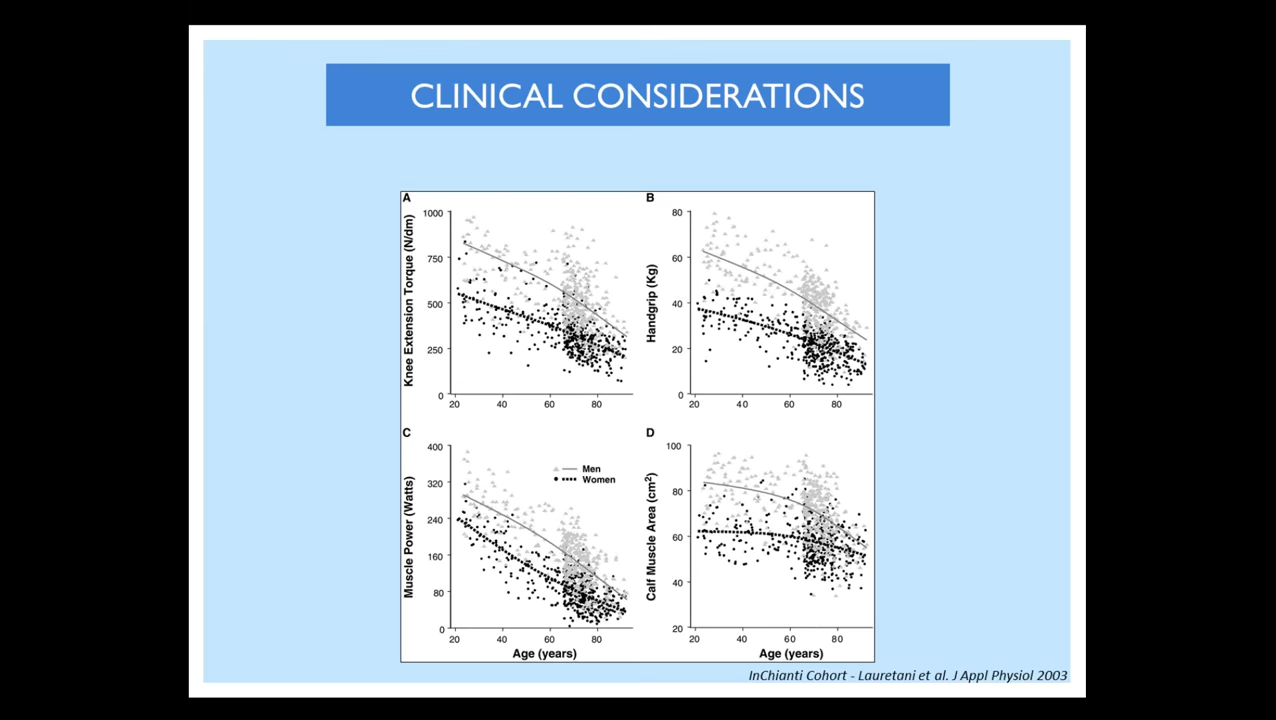 CLINICAL CONSIDERATIONS
A
Knee Extension Torque (N/dm)
1000
750
500
250
0
20 40 60 80
B
Handgrip (Kg)
80
60
40
20
0
20 40 60 80
C
Muscle Power (Watts)
400
320
240
160
80
0
Men
Women
20 40 60 80
Age (years)
D
Calf Muscle Area (cm2)
100
80
60
40
20
20 40 60 80
Age (years)
InChianti Cohort - Lauretani et al. J Appl Physiol 2003